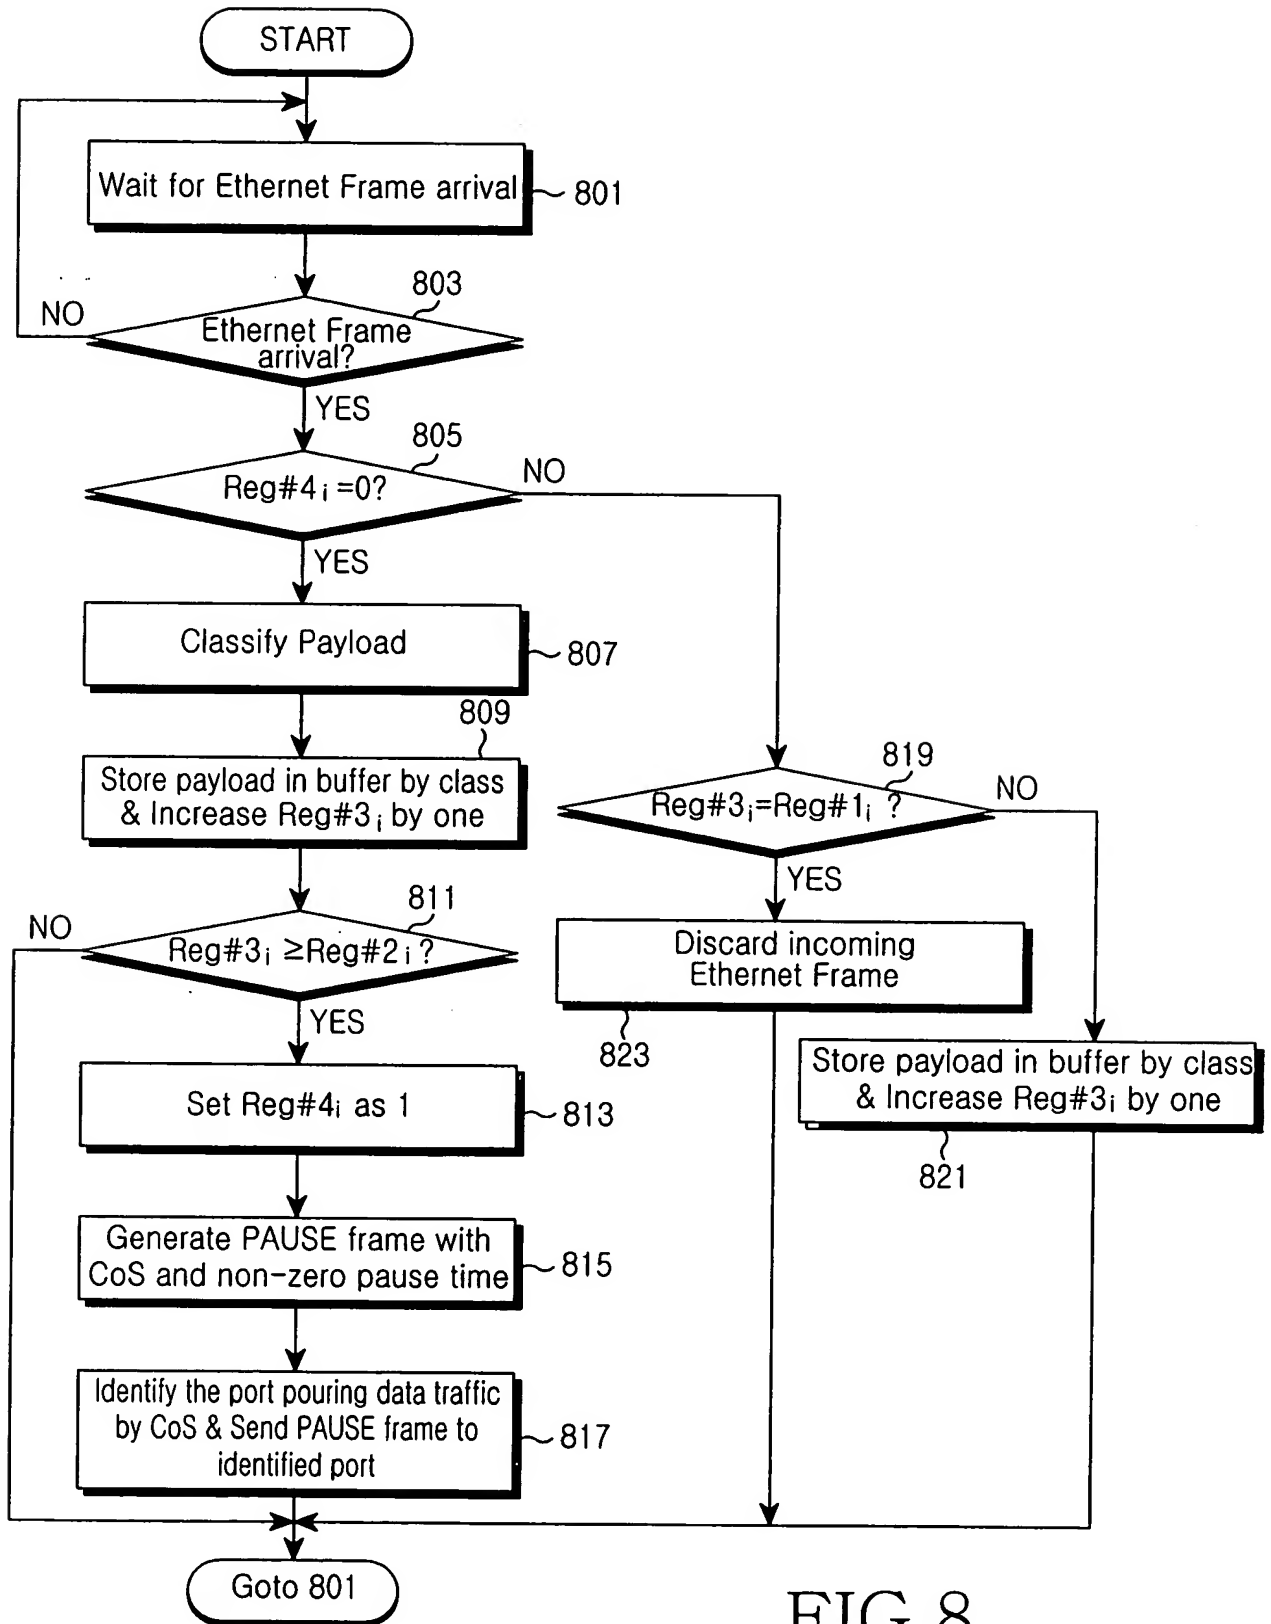 START
Wait for Ethernet Frame arrival
801
803
NO
Ethernet Frame
arrival?
YES
805
NO
Reg#4i =0?
YES
Classify Payload
807
809
Store payload in buffer by class
& Increase Reg#3i by one
819
NO
Reg#3i=Reg#1i ?
YES
811
NO
Reg#3i ≥Reg#2i ?
YES
Discard incoming
Ethernet Frame
823
Store payload in buffer by class
& Increase Reg#3i by one
821
Set Reg#4i as 1
813
Generate PAUSE frame with
CoS and non-zero pause time
815
Identify the port pouring data traffic
by CoS & Send PAUSE frame to
identified port
817
Goto 801
FIG.8